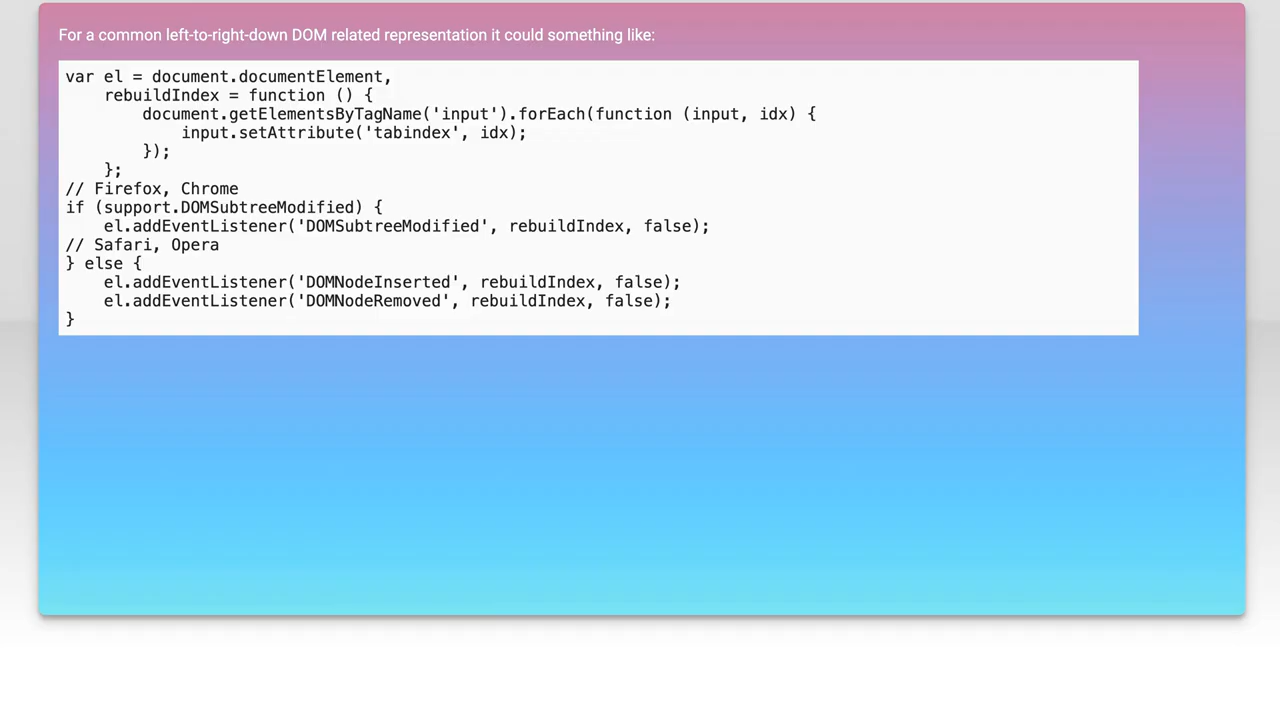 For a common left-to-right-down DOM related representation it could something like:
var el = document.documentElement,
    rebuildIndex = function () {
        document.getElementsByTagName('input').forEach(function (input, idx) {
            input.setAttribute('tabindex', idx);
        });
    };
// Firefox, Chrome
if (support.DOMSubtreeModified) {
    el.addEventListener('DOMSubtreeModified', rebuildIndex, false);
// Safari, Opera
} else {
    el.addEventListener('DOMNodeInserted', rebuildIndex, false);
    el.addEventListener('DOMNodeRemoved', rebuildIndex, false);
}